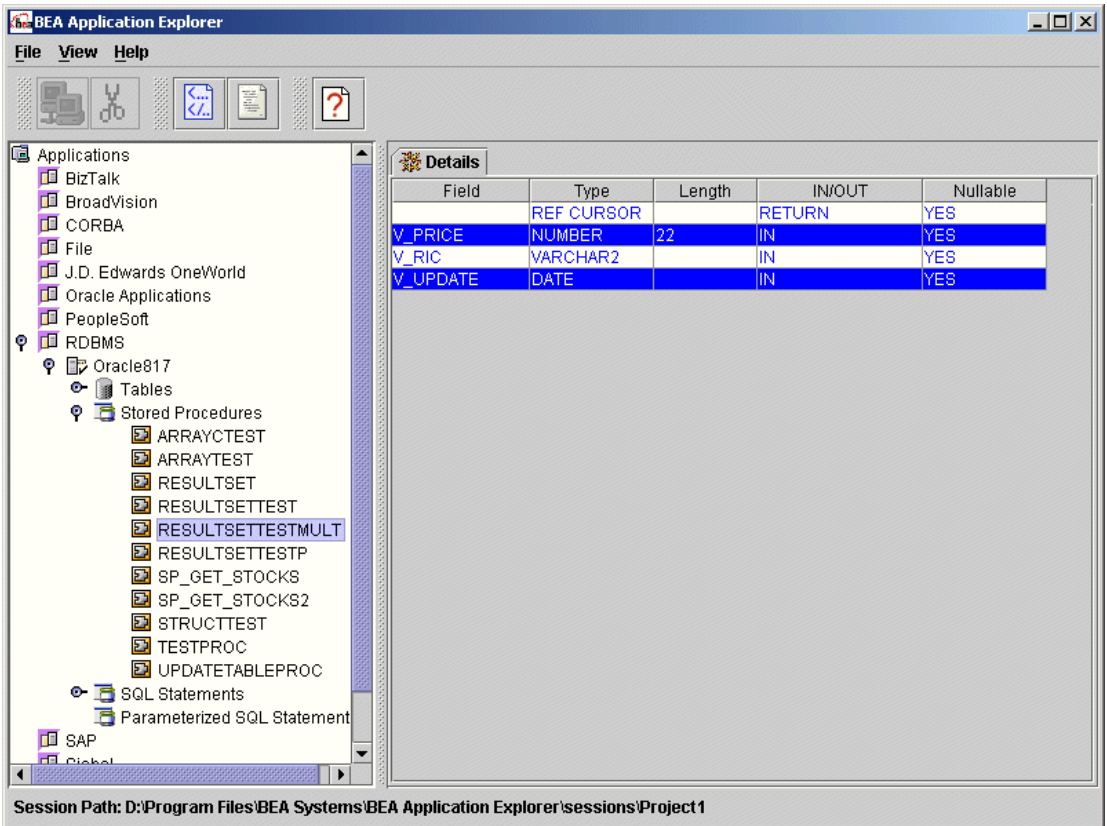 BEA Application Explorer
File View Help
Applications
BizTalk
BroadVision
CORBA
File
J.D. Edwards OneWorld
Oracle Applications
PeopleSoft
RDBMS
Oracle817
Tables
Stored Procedures
ARRAYCTEST
ARRAYTEST
RESULTSET
RESULTSETTEST
RESULTSETTESTMULT
RESULTSETTESTP
SP_GET_STOCKS
SP_GET_STOCKS2
STRUCTTEST
TESTPROC
UPDATETABLEPROC
SQL Statements
Parameterized SQL Statement
SAP
Details
Field Type Length IN/OUT Nullable
REF CURSOR RETURN YES
V_PRICE NUMBER 22 IN YES
V_RIC VARCHAR2 IN YES
V_UPDATE DATE IN YES
Session Path: D:\Program Files\BEA Systems\BEA Application Explorer\sessions\Project1